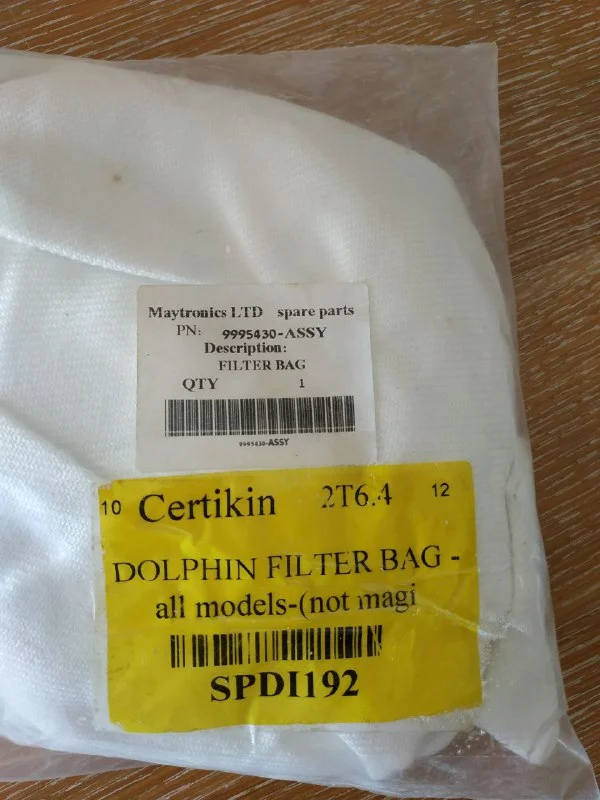 Maytronics LTD spare parts
PN: 9995430-ASSY
Description:
FILTER BAG
QTY 1
9995430-ASSY
10 Certikin 2T6.4 12
DOLPHIN FILTER BAG -
all models-(not magi
SPDI192